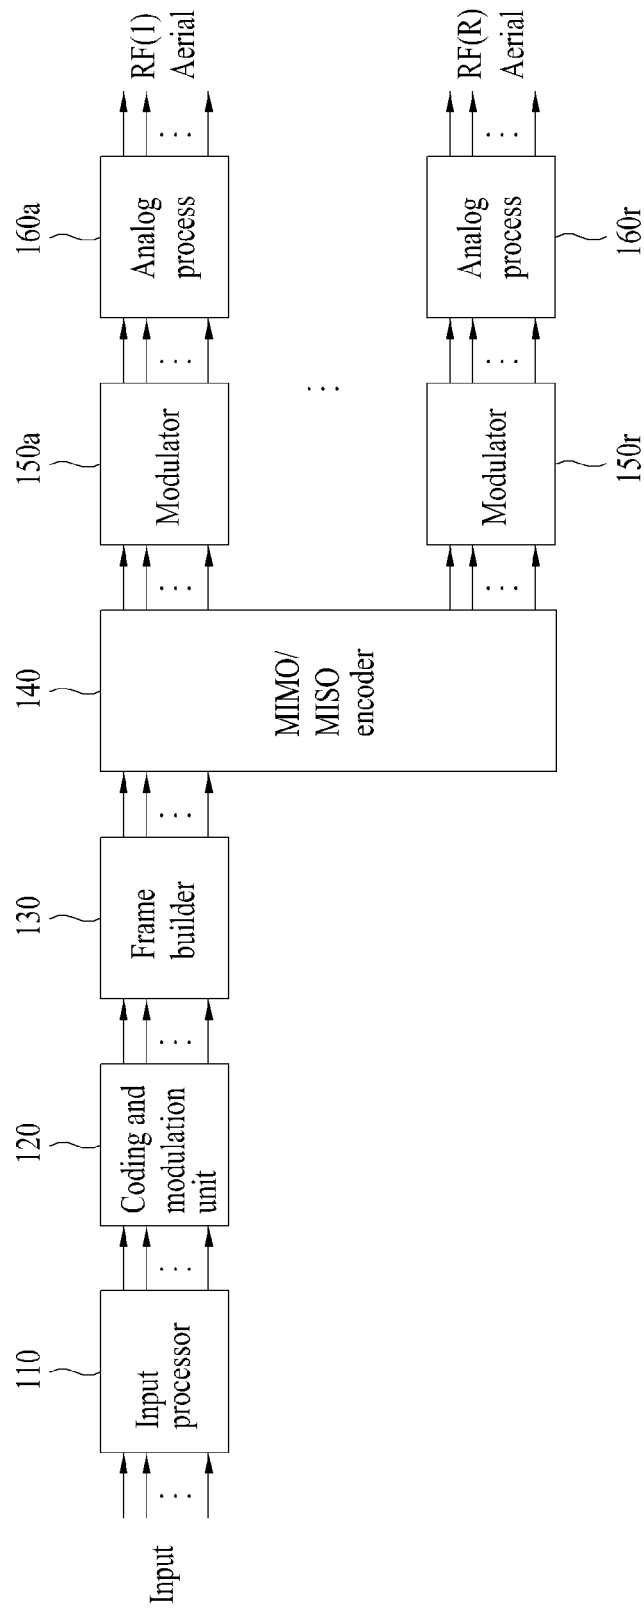 110
120
130
140
150a
160a
Input
Input
processor
Coding and
modulation
unit
Frame
builder
MIMO/
MISO
encoder
Modulator
Analog
process
RF(1)
Aerial
Modulator
Analog
process
RF(R)
Aerial
150r
160r